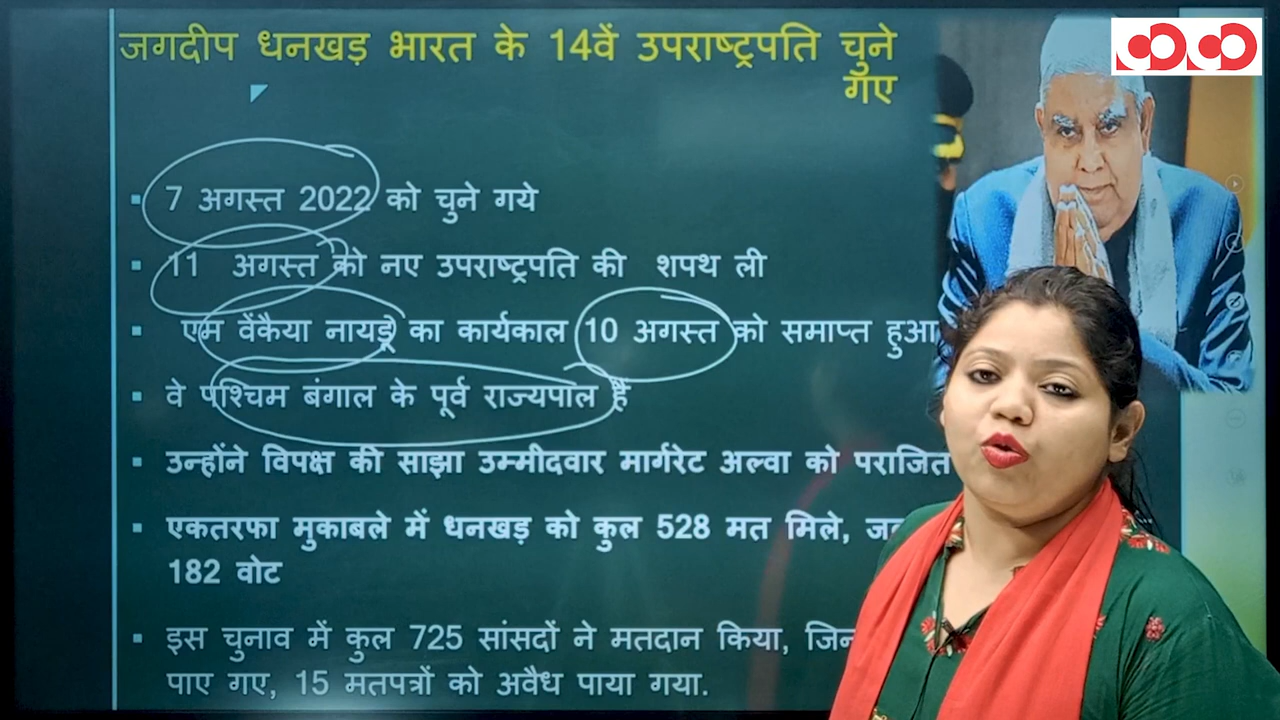 जगदीप धनखड़ भारत के 14वें उपराष्ट्रपति चुने
गए
▪ 7 अगस्त 2022 को चुने गये
▪ 11 अगस्त को नए उपराष्ट्रपति की शपथ ली
▪ एम वेंकैया नायडू का कार्यकाल 10 अगस्त को समाप्त हुआ
▪ वे पश्चिम बंगाल के पूर्व राज्यपाल हैं
▪ उन्होंने विपक्ष की साझा उम्मीदवार मार्गरेट अल्वा को पराजित
▪ एकतरफा मुकाबले में धनखड़ को कुल 528 मत मिले,
182 वोट
▪ इस चुनाव में कुल 725 सांसदों ने मतदान किया,
पाए गए, 15 मतपत्रों को अवैध पाया गया.